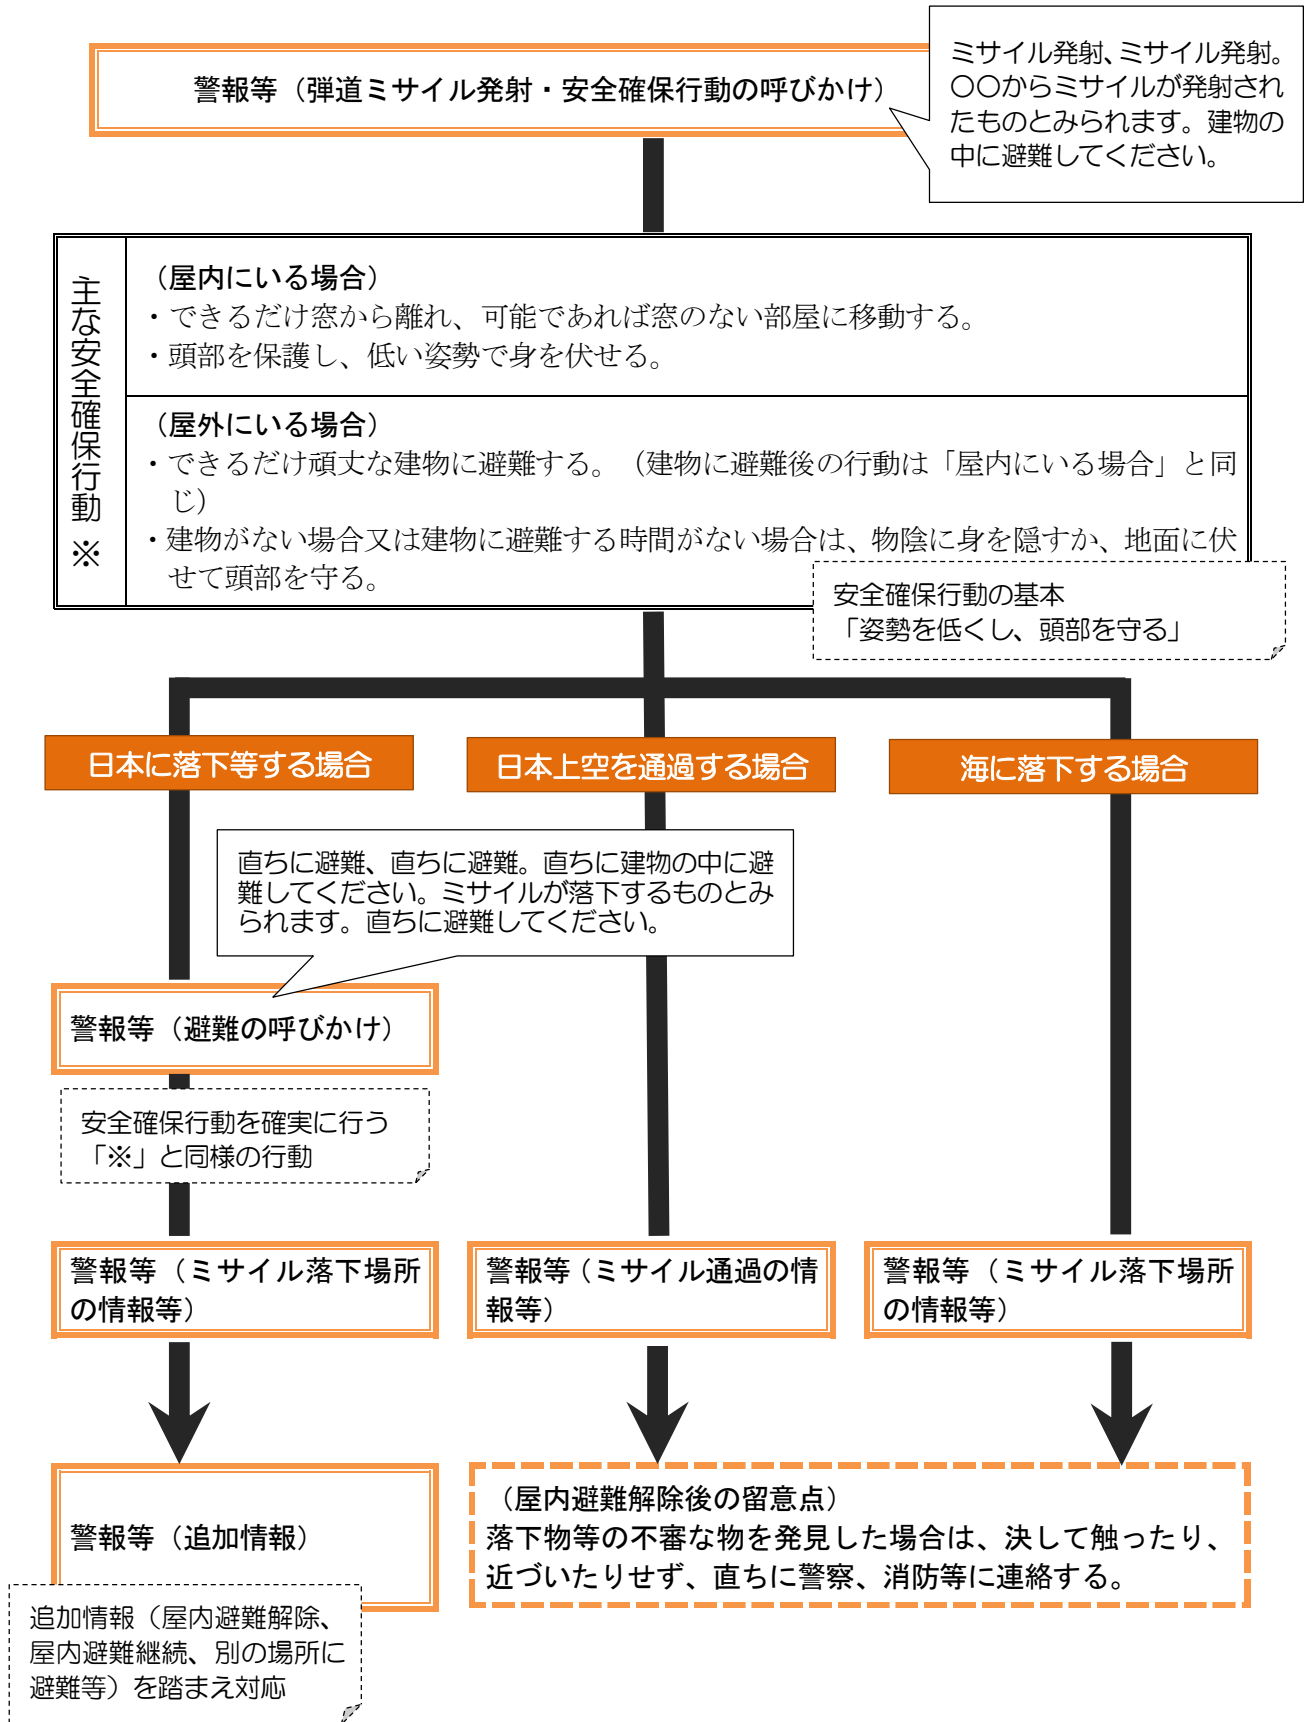 警報等（弾道ミサイル発射・安全確保行動の呼びかけ）
ミサイル発射、ミサイル発射。
〇〇からミサイルが発射され
たものとみられます。建物の
中に避難してください。
主な安全確保行動 ※
（屋内にいる場合）
・できるだけ窓から離れ、可能であれば窓のない部屋に移動する。
・頭部を保護し、低い姿勢で身を伏せる。
（屋外にいる場合）
・できるだけ頑丈な建物に避難する。（建物に避難後の行動は「屋内にいる場合」と同
じ）
・建物がない場合又は建物に避難する時間がない場合は、物陰に身を隠すか、地面に伏
せて頭部を守る。
安全確保行動の基本
「姿勢を低くし、頭部を守る」
日本に落下等する場合
日本上空を通過する場合
海に落下する場合
直ちに避難、直ちに避難。直ちに建物の中に避
難してください。ミサイルが落下するものとみ
られます。直ちに避難してください。
警報等（避難の呼びかけ）
安全確保行動を確実に行う
「※」と同様の行動
警報等（ミサイル落下場所
の情報等）
警報等（ミサイル通過の情
報等）
警報等（ミサイル落下場所
の情報等）
警報等（追加情報）
追加情報（屋内避難解除、
屋内避難継続、別の場所に
避難等）を踏まえ対応
（屋内避難解除後の留意点）
落下物等の不審な物を発見した場合は、決して触ったり、
近づいたりせず、直ちに警察、消防等に連絡する。